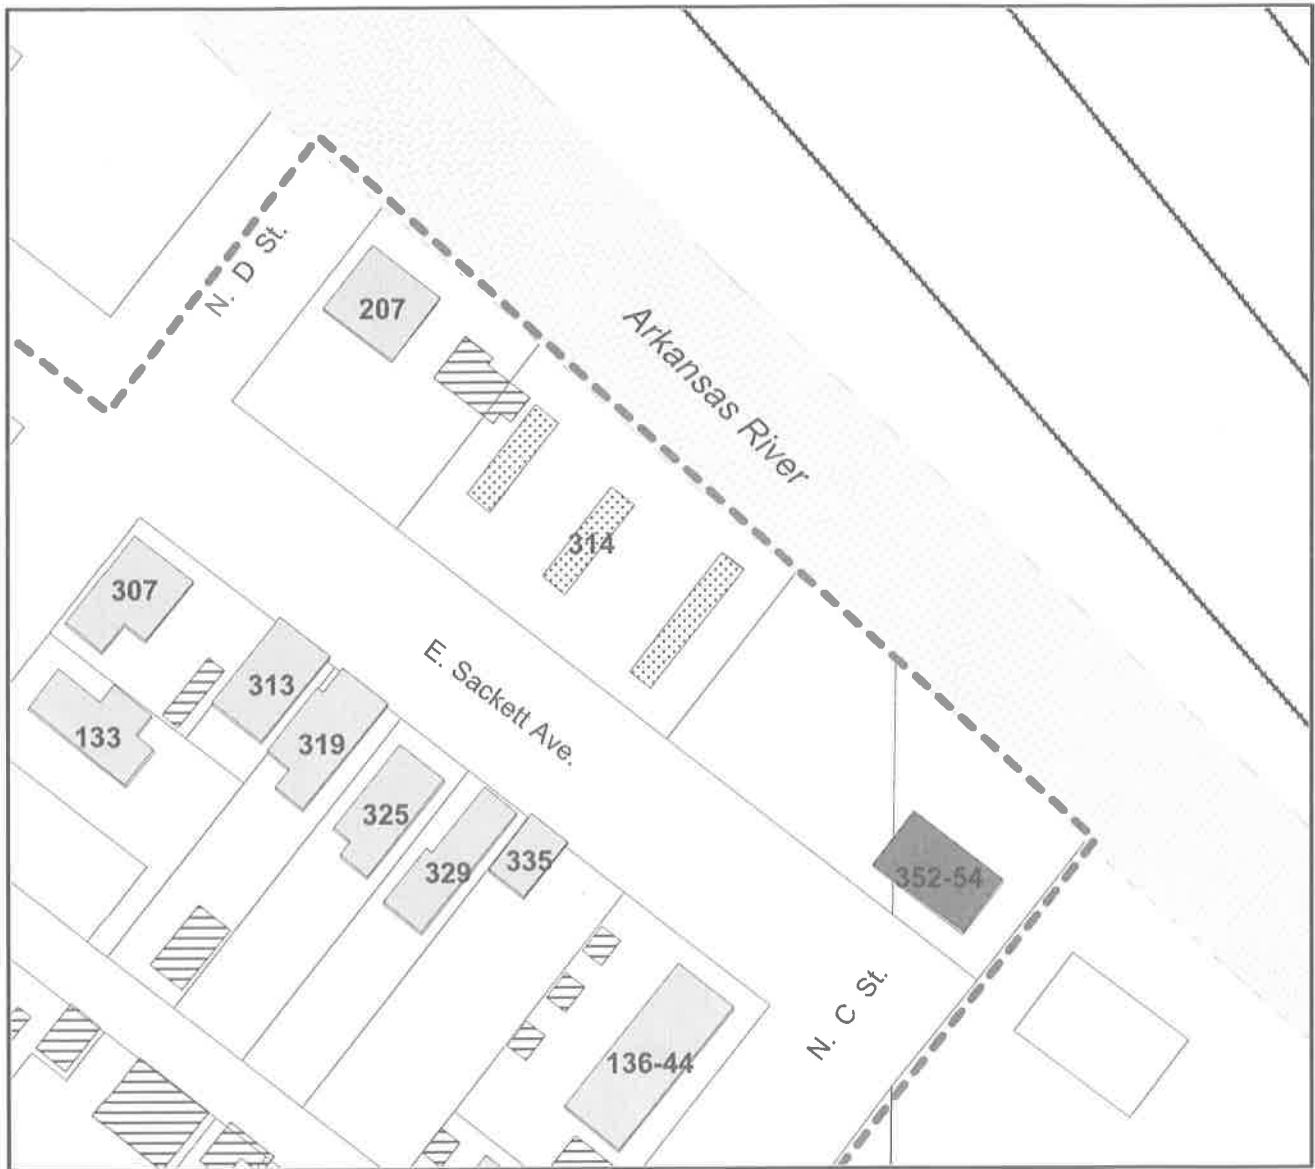 N. D St.
207
Arkansas River
314
307
E. Sackett Ave.
313
133
319
325
329
335
352-54
N. C St.
136-44